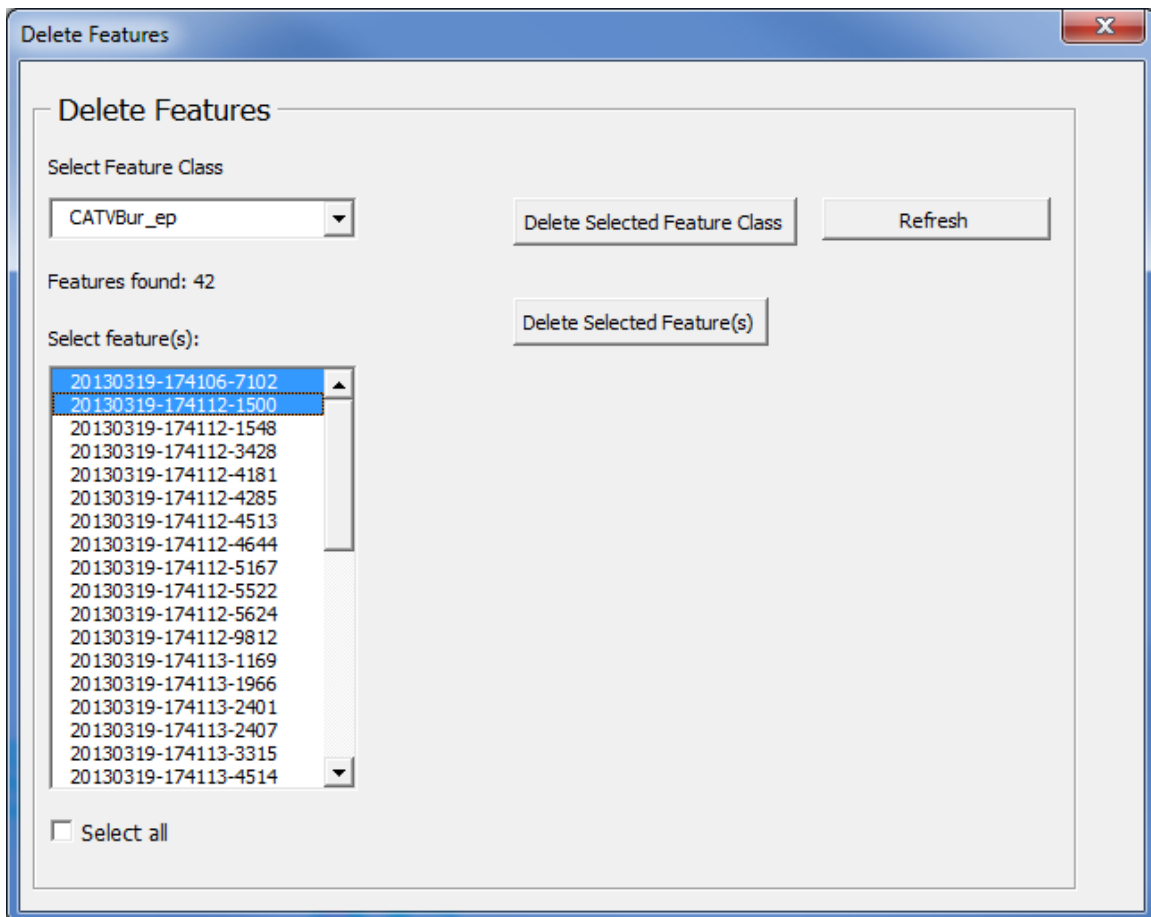 Delete Features
Delete Features
Select Feature Class
CATVBur_ep
Delete Selected Feature Class
Refresh
Features found: 42
Delete Selected Feature(s)
Select feature(s):
20130319-174106-7102
20130319-174112-1500
20130319-174112-1548
20130319-174112-3428
20130319-174112-4181
20130319-174112-4285
20130319-174112-4513
20130319-174112-4644
20130319-174112-5167
20130319-174112-5522
20130319-174112-5624
20130319-174112-9812
20130319-174113-1169
20130319-174113-1966
20130319-174113-2401
20130319-174113-2407
20130319-174113-3315
20130319-174113-4514
Select all